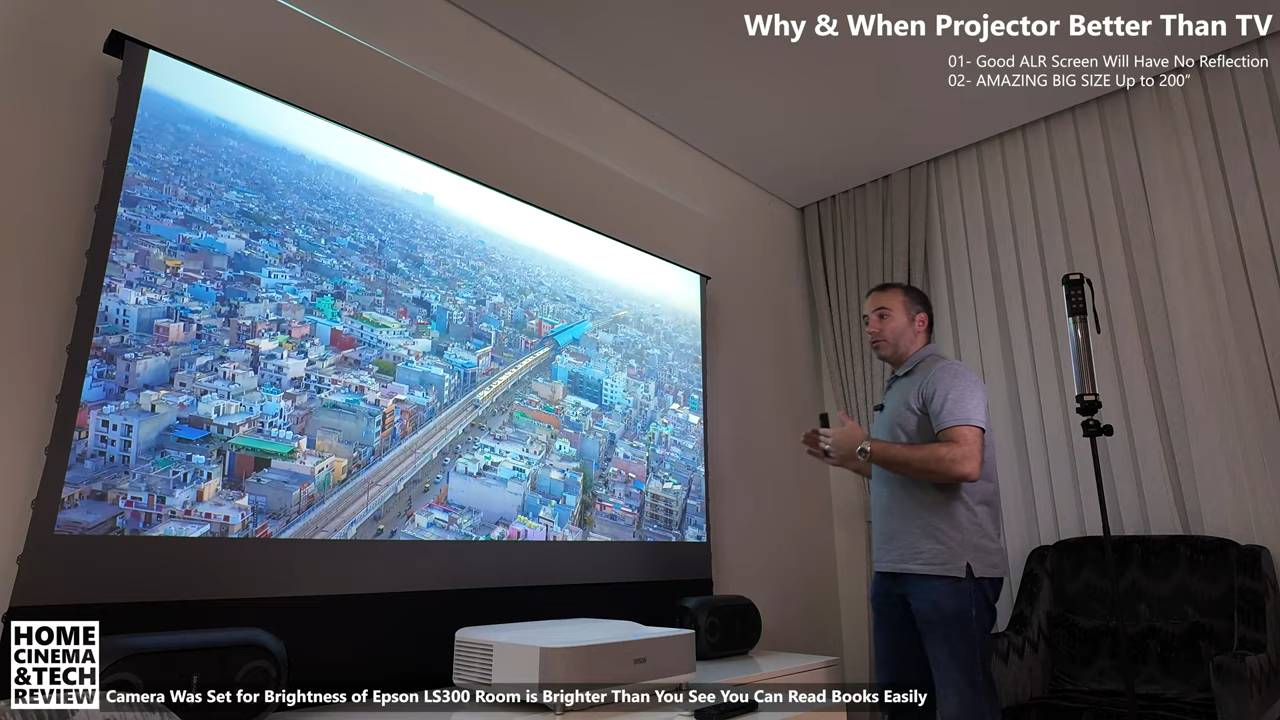 Why & When Projector Better Than TV
01- Good ALR Screen Will Have No Reflection
02- AMAZING BIG SIZE Up to 200”
EPSON
HOME
CINEMA
&TECH
REVIEW
Camera Was Set for Brightness of Epson LS300 Room is Brighter Than You See You Can Read Books Easily